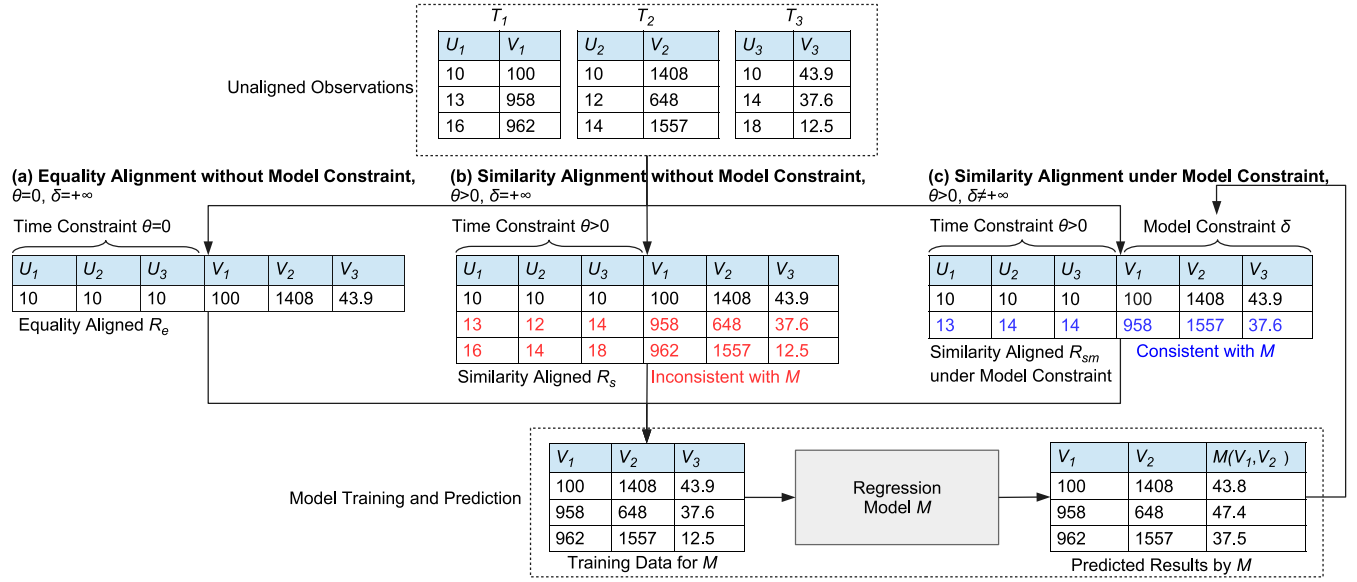 T1 T2 T3
U1 V1 U2 V2 U3 V3
10 100 10 1408 10 43.9
13 958 12 648 14 37.6
16 962 14 1557 18 12.5
Unaligned Observations
(a) Equality Alignment without Model Constraint,
θ=0, δ=+∞
Time Constraint θ=0
U1 U2 U3 V1 V2 V3
10 10 10 100 1408 43.9
Equality Aligned Re
(b) Similarity Alignment without Model Constraint,
θ>0, δ=+∞
Time Constraint θ>0
U1 U2 U3 V1 V2 V3
10 10 10 100 1408 43.9
13 12 14 958 648 37.6
16 14 18 962 1557 12.5
Similarity Aligned Rs Inconsistent with M
(c) Similarity Alignment under Model Constraint,
θ>0, δ≠+∞
Time Constraint θ>0 Model Constraint δ
U1 U2 U3 V1 V2 V3
10 10 10 100 1408 43.9
13 14 14 958 1557 37.6
Similarity Aligned Rsm Consistent with M
under Model Constraint
Model Training and Prediction
V1 V2 V3
100 1408 43.9
958 648 37.6
962 1557 12.5
Training Data for M
Regression
Model M
V1 V2 M(V1,V2 )
100 1408 43.8
958 648 47.4
962 1557 37.5
Predicted Results by M